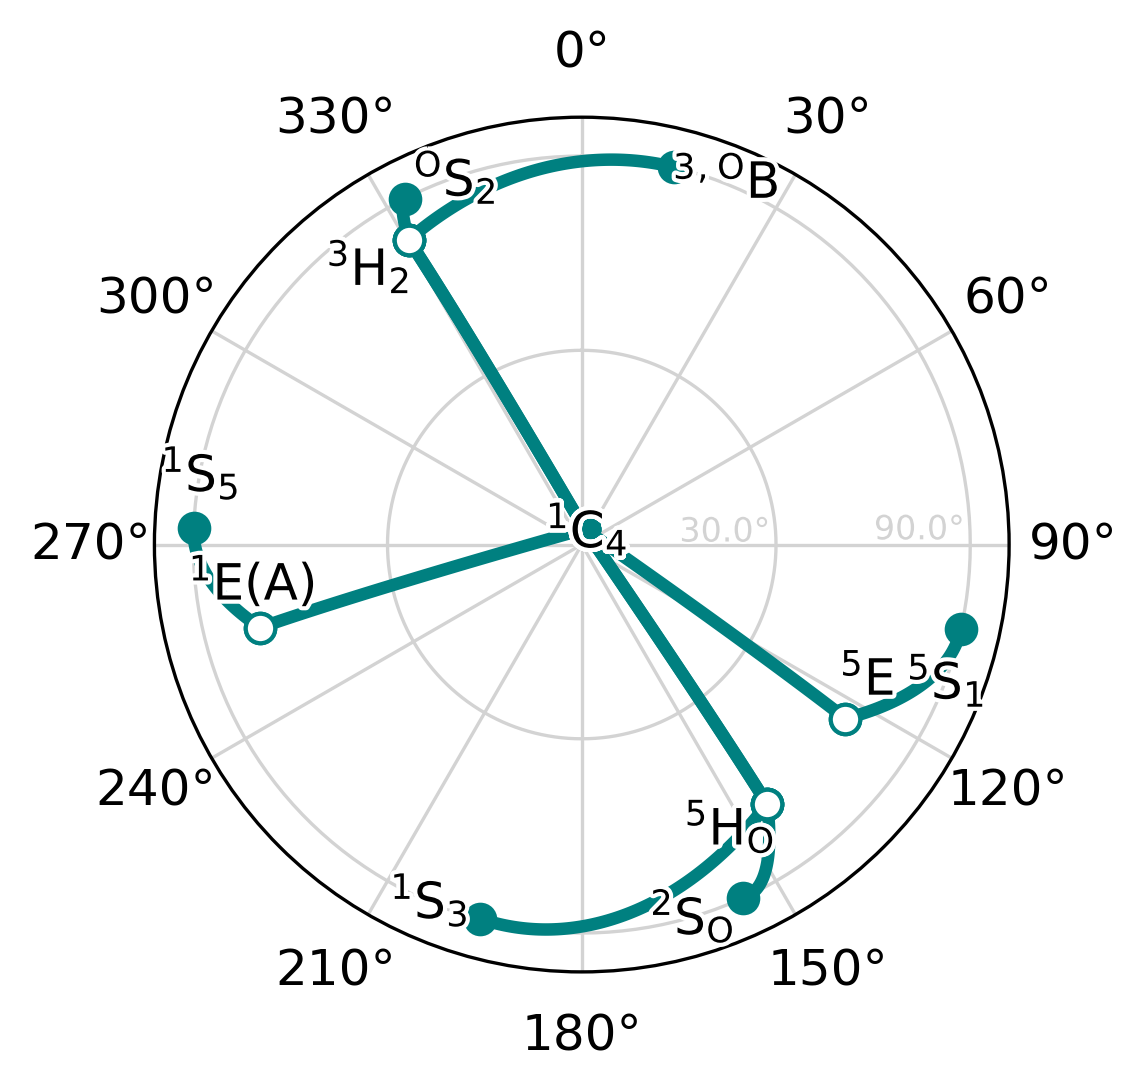 0°
330° 30°
ᴼS₂ ³,ᴼB
³H₂
300° 60°
¹S₅
270° ¹C₄ 30.0° 90.0° 90°
¹E(A)
⁵E ⁵S₁
240° 120°
⁵Hₒ
¹S₃ ²Sₒ
210° 150°
180°